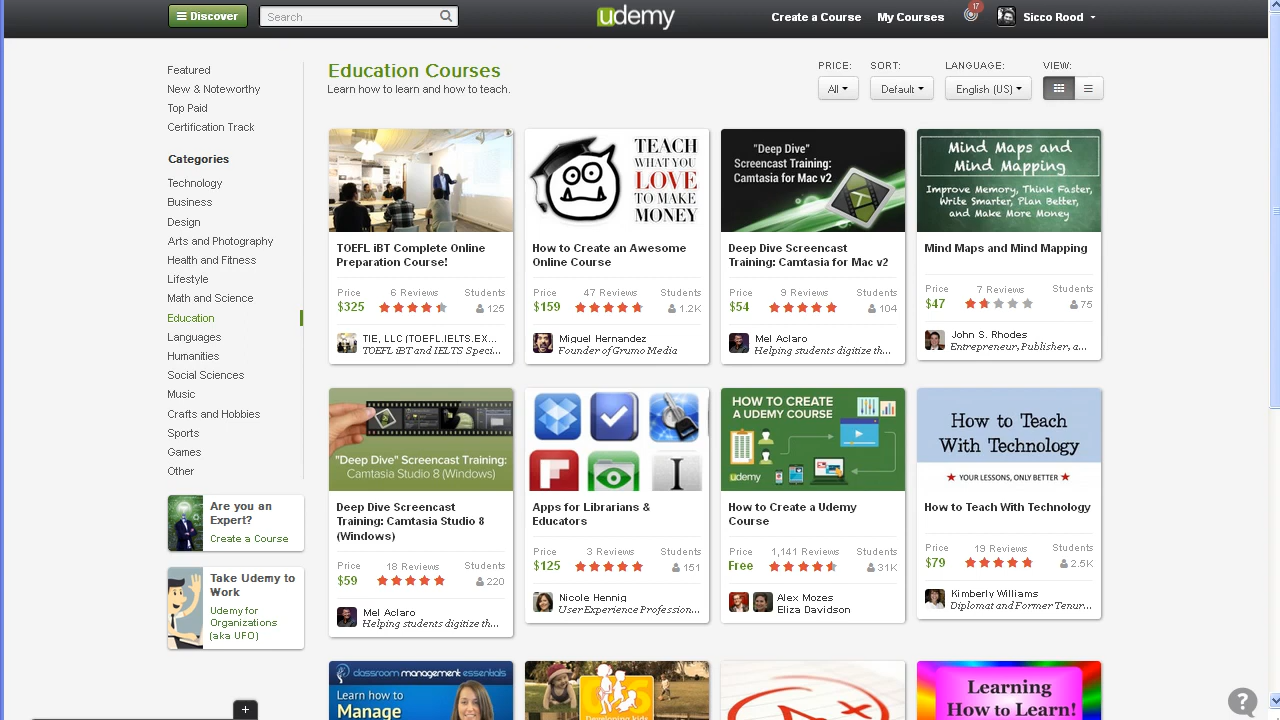 Discover
Search
udemy
Create a Course
My Courses
17
Sicco Rood
Featured
New & Noteworthy
Top Paid
Certification Track
Categories
Technology
Business
Design
Arts and Photography
Health and Fitness
Lifestyle
Math and Science
Education
Languages
Humanities
Social Sciences
Music
Crafts and Hobbies
Sports
Games
Other
Are you an
Expert?
Create a Course
Take Udemy to
Work
Udemy for
Organizations
(aka UFO)
+
Education Courses
Learn how to learn and how to teach.
PRICE:
All
SORT:
Default
LANGUAGE:
English (US)
VIEW:
TOEFL iBT Complete Online
Preparation Course!
Price 6 Reviews Students
$325 125
TIE, LLC (TOEFL.IELTS.EX...
TOEFL iBT and IELTS Speci...
TEACH
WHAT YOU
LOVE
TO MAKE
MONEY
How to Create an Awesome
Online Course
Price 47 Reviews Students
$159 1.2K
Miguel Hernandez
Founder of Grumo Media
"Deep Dive"
Screencast Training:
Camtasia for Mac v2
Deep Dive Screencast
Training: Camtasia for Mac v2
Price 9 Reviews Students
$54 104
Mel Aclaro
Helping students digitize th...
Mind Maps and
Mind Mapping
Improve Memory, Think Faster,
Write Smarter, Plan Better,
and Make More Money
Mind Maps and Mind Mapping
Price 7 Reviews Students
$47 75
John S. Rhodes
Entrepreneur, Publisher, a...
"Deep Dive" Screencast Training:
Camtasia Studio 8 (Windows)
Deep Dive Screencast
Training: Camtasia Studio 8
(Windows)
Price 18 Reviews Students
$59 220
Mel Aclaro
Helping students digitize th...
Apps for Librarians &
Educators
Price 3 Reviews Students
$125 151
Nicole Hennig
User Experience Profession...
HOW TO CREATE
A UDEMY COURSE
udemy
How to Create a Udemy
Course
Price 1,141 Reviews Students
Free 31K
Alex Mozes
Eliza Davidson
How to Teach
With Technology
★ YOUR LESSONS, ONLY BETTER ★
How to Teach With Technology
Price 19 Reviews Students
$79 2.5K
Kimberly Williams
Diplomat and Former Tenur...
classroom management essentials
Learn how to
Manage
Developing kids
Learning
How to Learn!
?